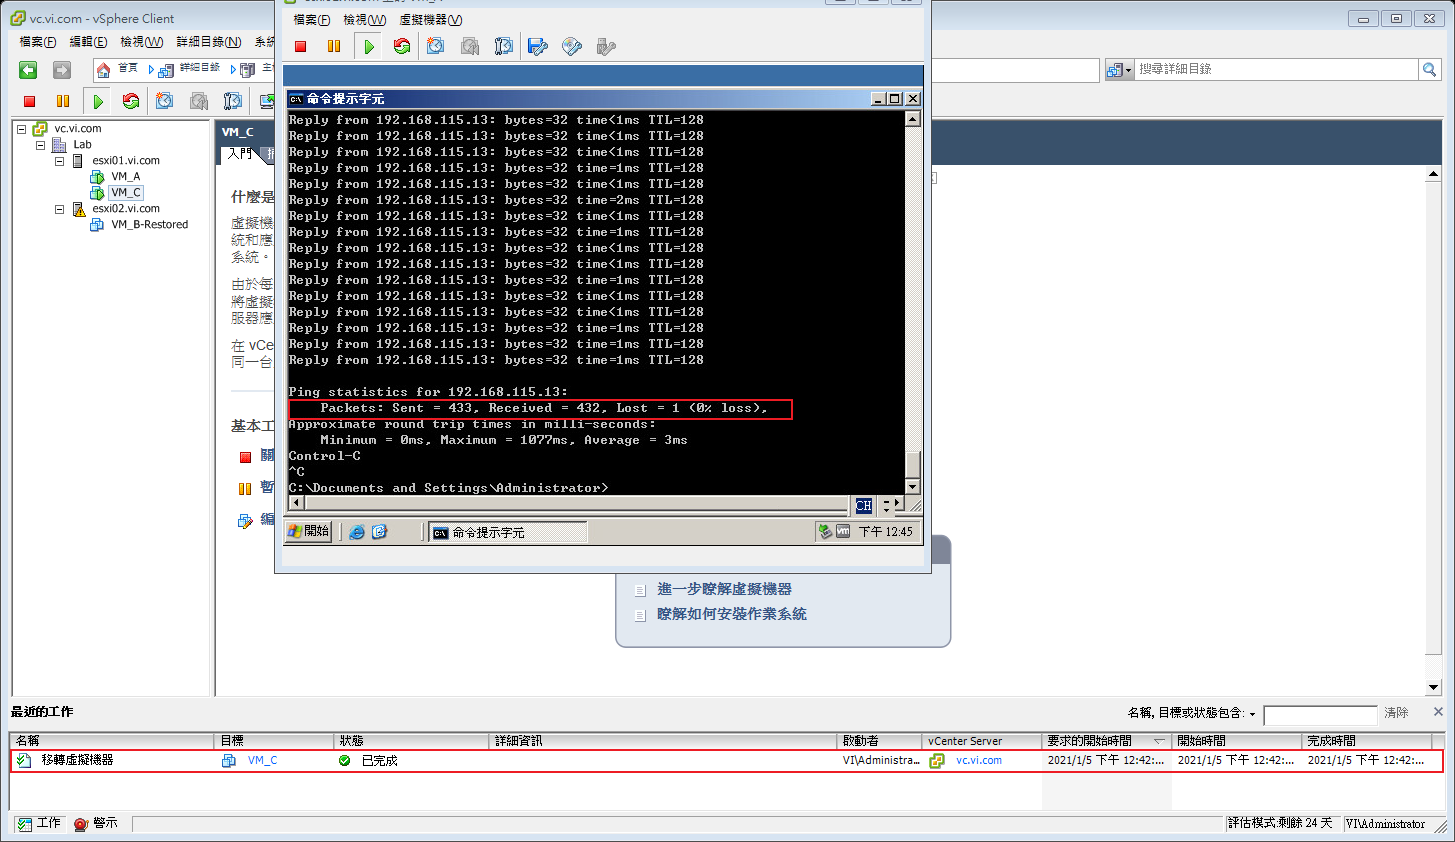 vc.vi.com - vSphere Client
檔案(F) 編輯(E) 檢視(W) 詳細目錄(N)
首頁 詳細目錄
搜尋詳細目錄
vc.vi.com
Lab
esxi01.vi.com
VM_A
VM_C
esxi02.vi.com
VM_B-Restored
VM_C
入門
什麼是
虛擬機
統和應
系統。
由於每
將虛擬
服器應
在 vCe
同一台
基本工
檔案(F) 檢視(W) 虛擬機器(V)
命令提示字元
Reply from 192.168.115.13: bytes=32 time<1ms TTL=128
Reply from 192.168.115.13: bytes=32 time<1ms TTL=128
Reply from 192.168.115.13: bytes=32 time<1ms TTL=128
Reply from 192.168.115.13: bytes=32 time=1ms TTL=128
Reply from 192.168.115.13: bytes=32 time<1ms TTL=128
Reply from 192.168.115.13: bytes=32 time=2ms TTL=128
Reply from 192.168.115.13: bytes=32 time<1ms TTL=128
Reply from 192.168.115.13: bytes=32 time=1ms TTL=128
Reply from 192.168.115.13: bytes=32 time<1ms TTL=128
Reply from 192.168.115.13: bytes=32 time<1ms TTL=128
Reply from 192.168.115.13: bytes=32 time=1ms TTL=128
Reply from 192.168.115.13: bytes=32 time<1ms TTL=128
Reply from 192.168.115.13: bytes=32 time=1ms TTL=128
Reply from 192.168.115.13: bytes=32 time=1ms TTL=128
Reply from 192.168.115.13: bytes=32 time=1ms TTL=128
Reply from 192.168.115.13: bytes=32 time=1ms TTL=128
Ping statistics for 192.168.115.13:
Packets: Sent = 433, Received = 432, Lost = 1 (0% loss),
Approximate round trip times in milli-seconds:
Minimum = 0ms, Maximum = 1077ms, Average = 3ms
Control-C
^C
C:\Documents and Settings\Administrator>
CH
開始 命令提示字元 下午 12:45
進一步瞭解虛擬機器
瞭解如何安裝作業系統
最近的工作 名稱, 目標或狀態包含: 清除
名稱 目標 狀態 詳細資訊 啟動者 vCenter Server 要求的開始時間 開始時間 完成時間
移轉虛擬機器 VM_C 已完成 VI\Administra... vc.vi.com 2021/1/5 下午 12:42:... 2021/1/5 下午 12:42:... 2021/1/5 下午 12:42:...
工作 警示 評估模式:剩餘 24 天 VI\Administrator